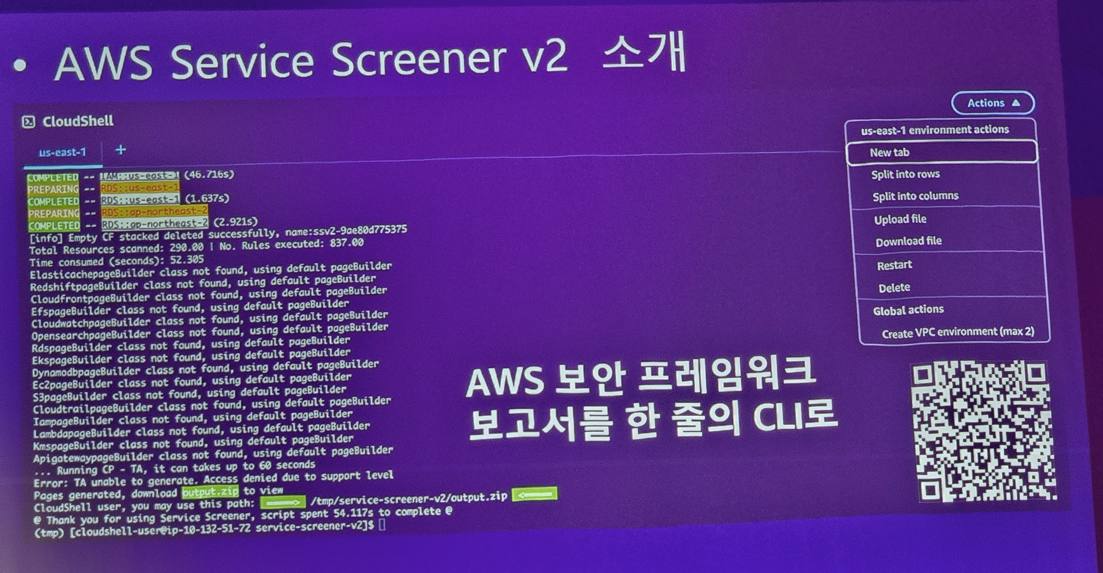 • AWS Service Screener v2 소개
CloudShell
us-east-1 +
COMPLETED -- IAM::us-east-1 (46.716s)
PREPARING -- RDS::us-east-1
COMPLETED -- RDS::us-east-1 (1.637s)
PREPARING -- RDS::ap-northeast-2
COMPLETED -- RDS::ap-northeast-2 (2.921s)
[info] Empty CF stacked deleted successfully, name:ssv2-9ae80d775375
Total Resources scanned: 290.00 | No. Rules executed: 837.00
Time consumed (seconds): 52.305
ElasticachepageBuilder class not found, using default pageBuilder
RedshiftpageBuilder class not found, using default pageBuilder
CloudfrontpageBuilder class not found, using default pageBuilder
EfspageBuilder class not found, using default pageBuilder
CloudwatchpageBuilder class not found, using default pageBuilder
OpensearchpageBuilder class not found, using default pageBuilder
RdspageBuilder class not found, using default pageBuilder
EkspageBuilder class not found, using default pageBuilder
DynamodbpageBuilder class not found, using default pageBuilder
Ec2pageBuilder class not found, using default pageBuilder
S3pageBuilder class not found, using default pageBuilder
CloudtrailpageBuilder class not found, using default pageBuilder
IampageBuilder class not found, using default pageBuilder
LambdapageBuilder class not found, using default pageBuilder
KmspageBuilder class not found, using default pageBuilder
ApigatewaypageBuilder class not found, using default pageBuilder
... Running CP - TA, it can takes up to 60 seconds
Error: TA unable to generate. Access denied due to support level
Pages generated, download output.zip to view
CloudShell user, you may use this path: =====> /tmp/service-screener-v2/output.zip <=====
@ Thank you for using Service Screener, script spent 54.117s to complete @
(tmp) [cloudshell-user@ip-10-132-51-72 service-screener-v2]$
Actions ▲
us-east-1 environment actions
New tab
Split into rows
Split into columns
Upload file
Download file
Restart
Delete
Global actions
Create VPC environment (max 2)
AWS 보안 프레임워크
보고서를 한 줄의 CLI로